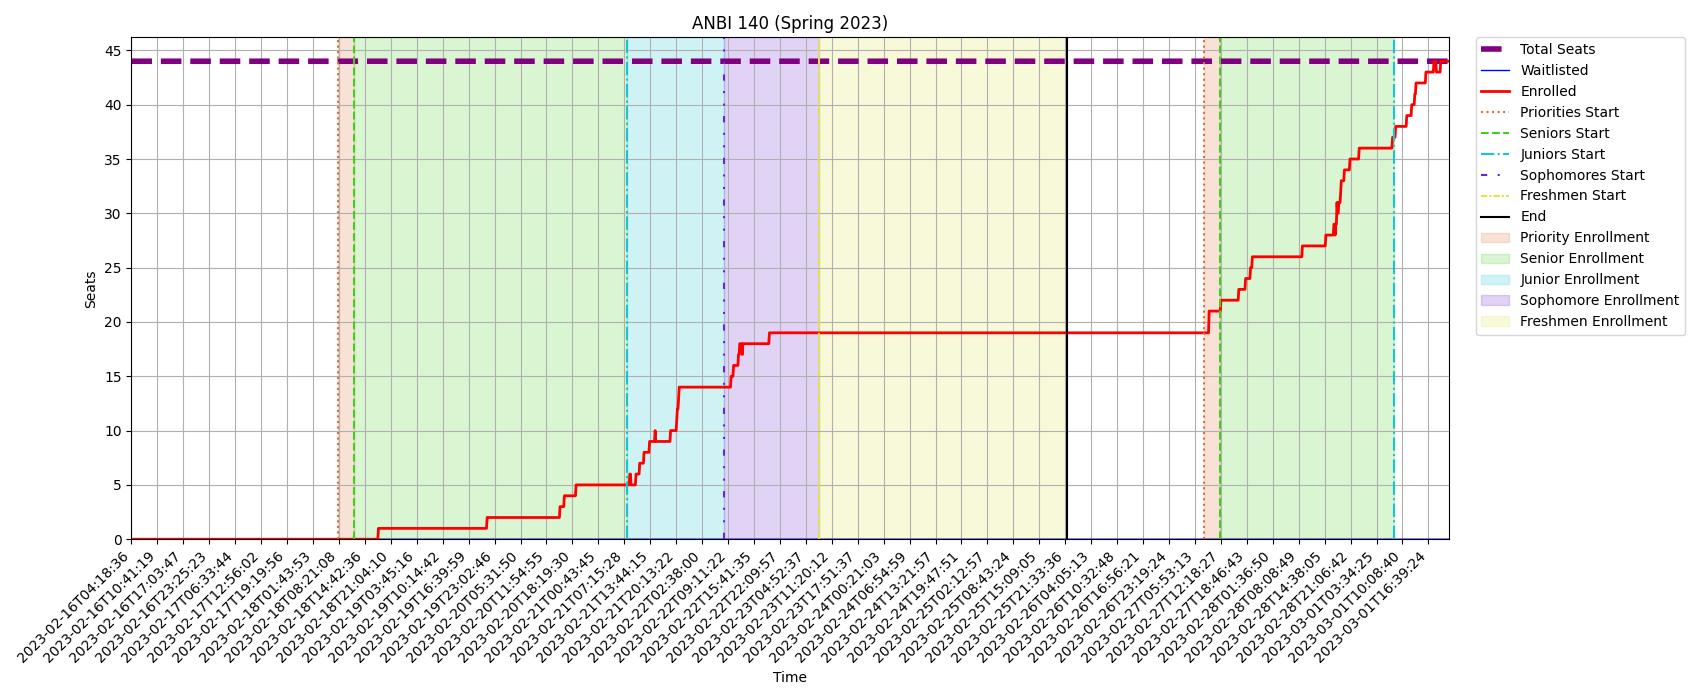 ANBI 140 (Spring 2023)
45
40
35
30
25
20
15
10
5
0
Seats
2023-02-16T04:18:36
2023-02-16T10:41:19
2023-02-16T17:03:47
2023-02-16T23:25:23
2023-02-17T06:33:44
2023-02-17T12:56:02
2023-02-17T19:19:56
2023-02-18T01:43:53
2023-02-18T08:21:08
2023-02-18T14:42:36
2023-02-18T21:04:10
2023-02-19T03:45:16
2023-02-19T10:14:42
2023-02-19T16:39:59
2023-02-19T23:02:46
2023-02-20T05:31:50
2023-02-20T11:54:55
2023-02-20T18:19:30
2023-02-21T00:43:45
2023-02-21T07:15:28
2023-02-21T13:44:15
2023-02-21T20:13:22
2023-02-22T02:38:00
2023-02-22T09:11:22
2023-02-22T15:41:35
2023-02-22T22:09:57
2023-02-23T04:52:37
2023-02-23T11:20:12
2023-02-23T17:51:37
2023-02-24T00:21:03
2023-02-24T06:54:59
2023-02-24T13:21:57
2023-02-24T19:47:51
2023-02-25T02:12:57
2023-02-25T08:43:24
2023-02-25T15:09:05
2023-02-25T21:33:36
2023-02-26T04:05:13
2023-02-26T10:32:48
2023-02-26T16:56:21
2023-02-26T23:19:24
2023-02-27T05:53:13
2023-02-27T12:18:27
2023-02-27T18:46:43
2023-02-28T01:36:50
2023-02-28T08:08:49
2023-02-28T14:38:05
2023-02-28T21:06:42
2023-03-01T03:34:25
2023-03-01T10:08:40
2023-03-01T16:39:24
Time
Total Seats
Waitlisted
Enrolled
Priorities Start
Seniors Start
Juniors Start
Sophomores Start
Freshmen Start
End
Priority Enrollment
Senior Enrollment
Junior Enrollment
Sophomore Enrollment
Freshmen Enrollment